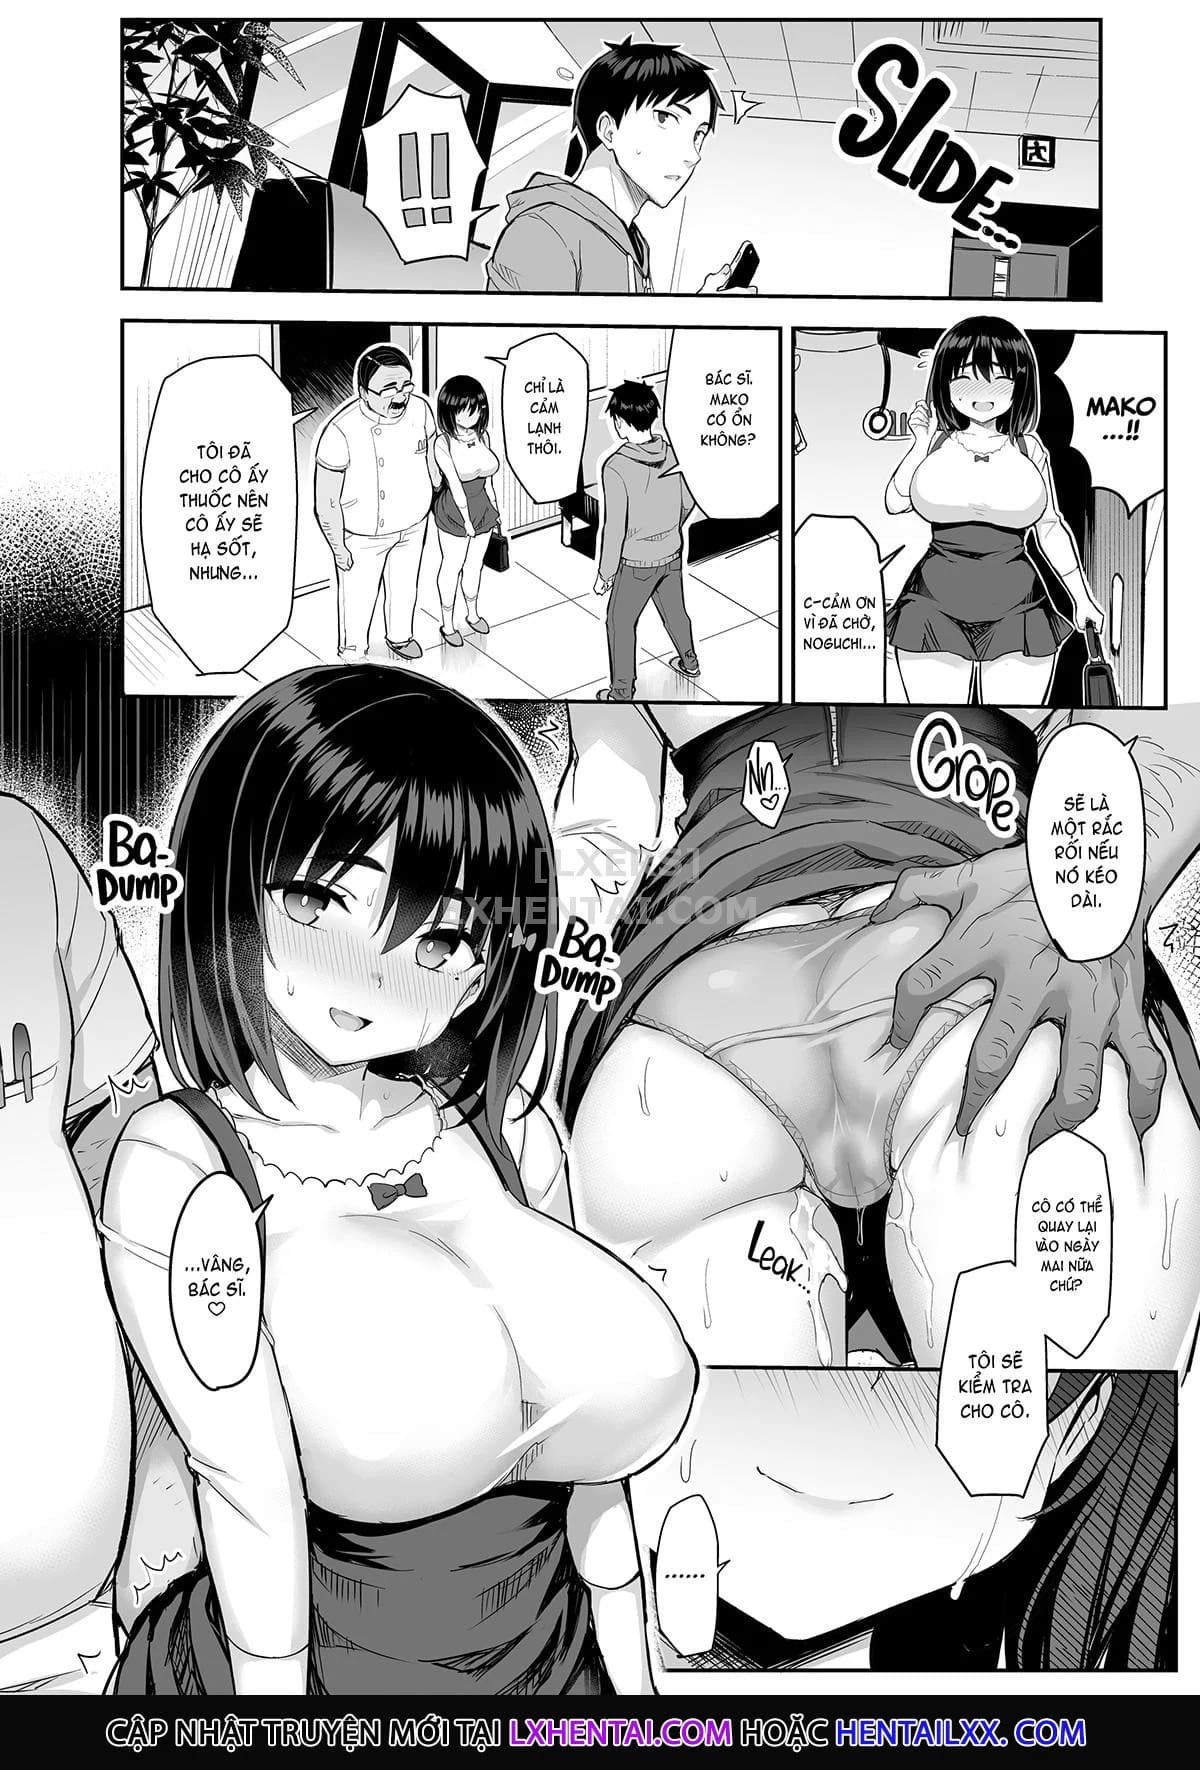 SLIDE...
!!
MAKO
...!!
C-CẢM ƠN
VÌ ĐÃ CHỜ,
NOGUCHI...
BÁC SĨ.
MAKO
CÓ ỔN
KHÔNG?
CHỈ LÀ
CẢM
LẠNH
THÔI.
TÔI ĐÃ
CHO CÔ ẤY
THUỐC NÊN
CÔ ẤY SẼ
HẠ SỐT,
NHƯNG...
SẼ LÀ
MỘT RẮC
RỐI NẾU
NÓ KÉO
DÀI.
GROPE
NN...
♡
BA-
DUMP
BA-
DUMP
[LXERS]
LXHENTAI.COM
CÔ CÓ THỂ
QUAY LẠI
VÀO NGÀY
MAI NỮA
CHỨ?
LEAK...
TÔI SẼ
KIỂM TRA
CHO CÔ.
.......
...VÂNG,
BÁC SĨ.
♡
CẬP NHẬT TRUYỆN MỚI TẠI LXHENTAI.COM HOẶC HENTAILXX. COM